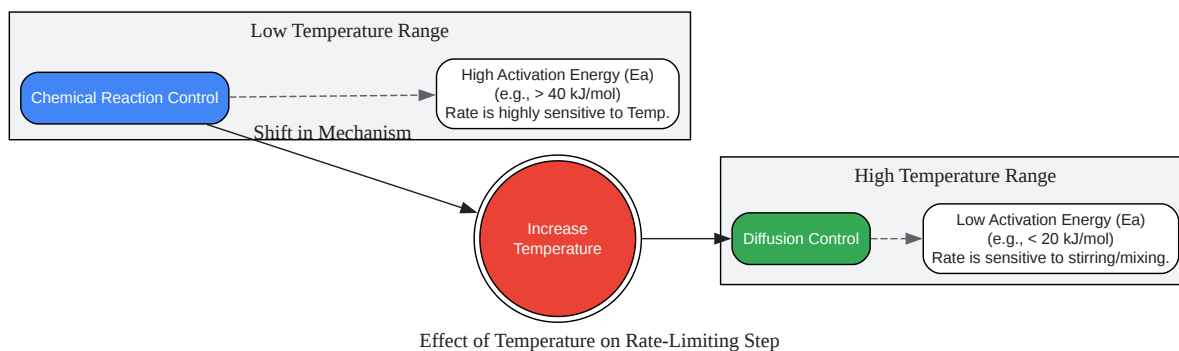 Low Temperature Range
Chemical Reaction Control
High Activation Energy (Ea)
(e.g., > 40 kJ/mol)
Rate is highly sensitive to Temp.
Shift in Mechanism
Increase
Temperature
High Temperature Range
Diffusion Control
Low Activation Energy (Ea)
(e.g., < 20 kJ/mol)
Rate is sensitive to stirring/mixing.
Effect of Temperature on Rate-Limiting Step